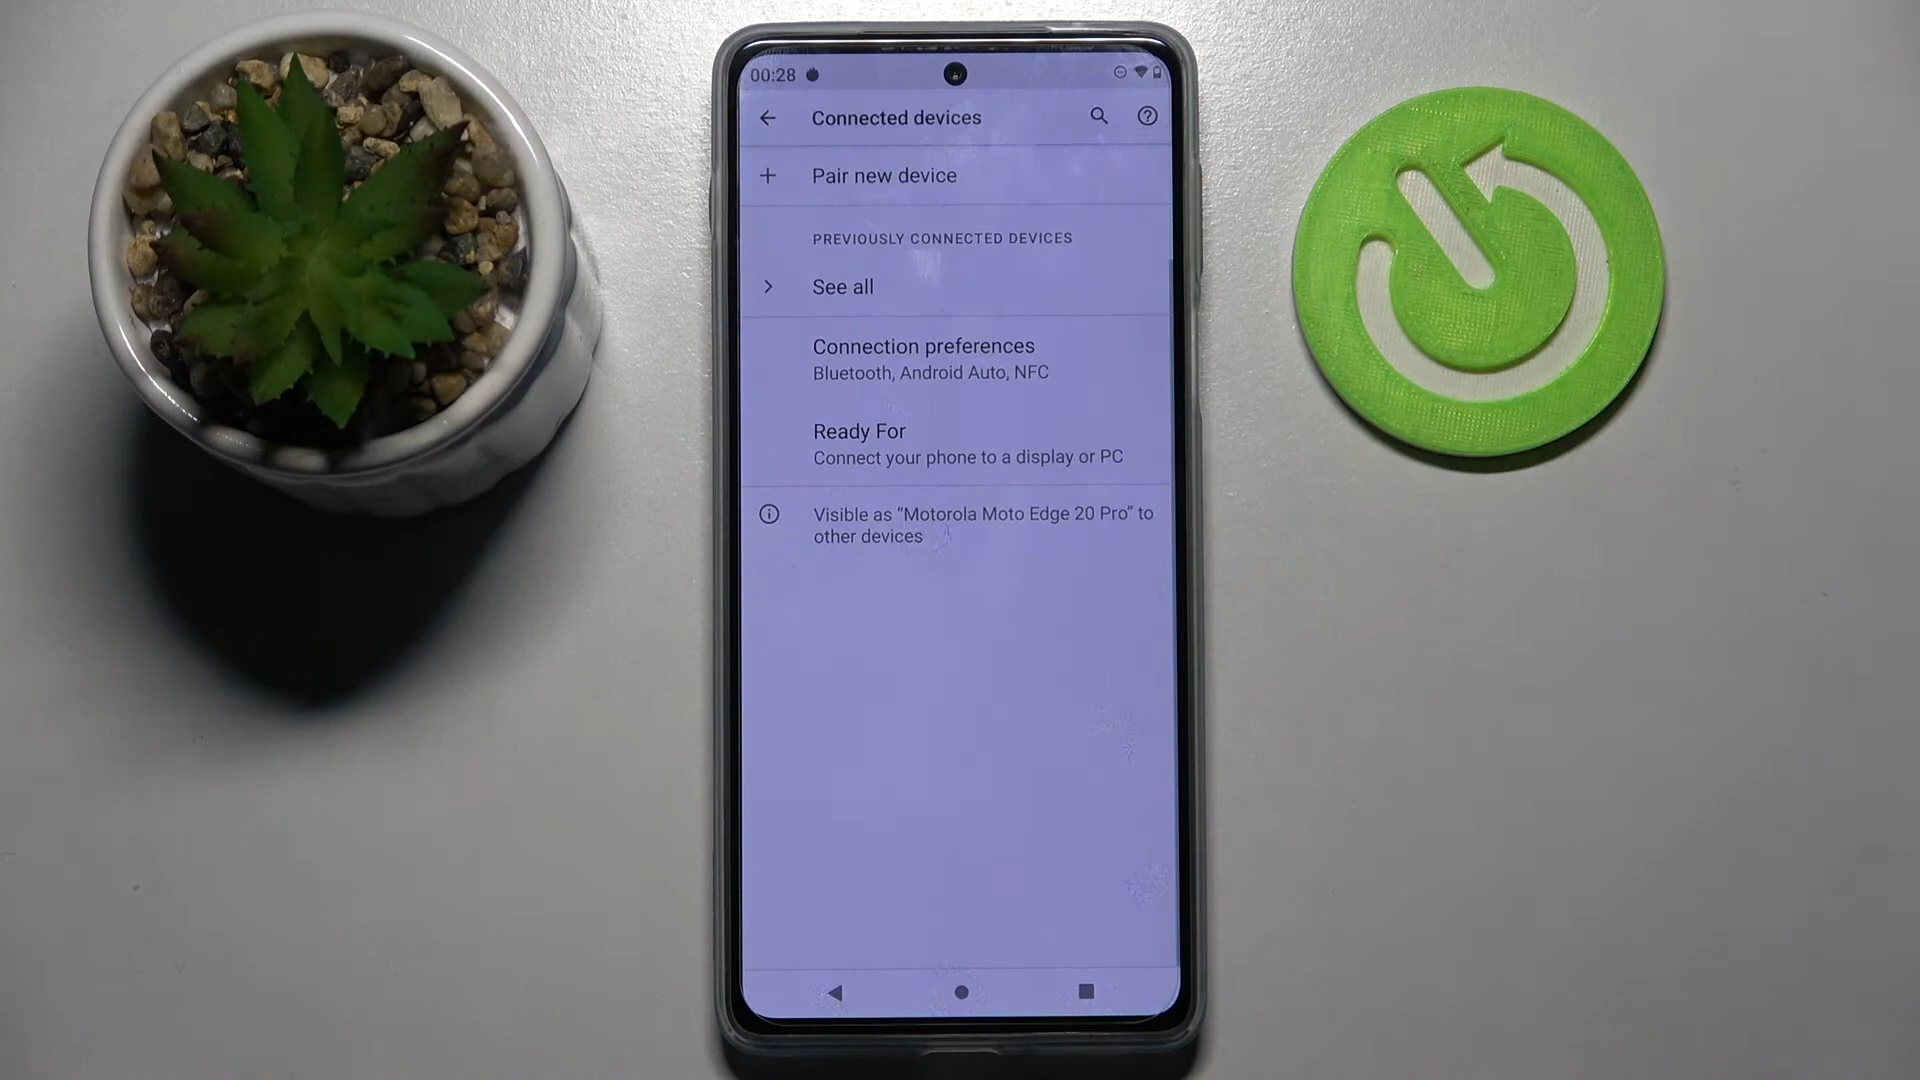 00:28
Connected devices
Pair new device
PREVIOUSLY CONNECTED DEVICES
See all
Connection preferences
Bluetooth, Android Auto, NFC
Ready For
Connect your phone to a display or PC
Visible as “Motorola Moto Edge 20 Pro” to
other devices